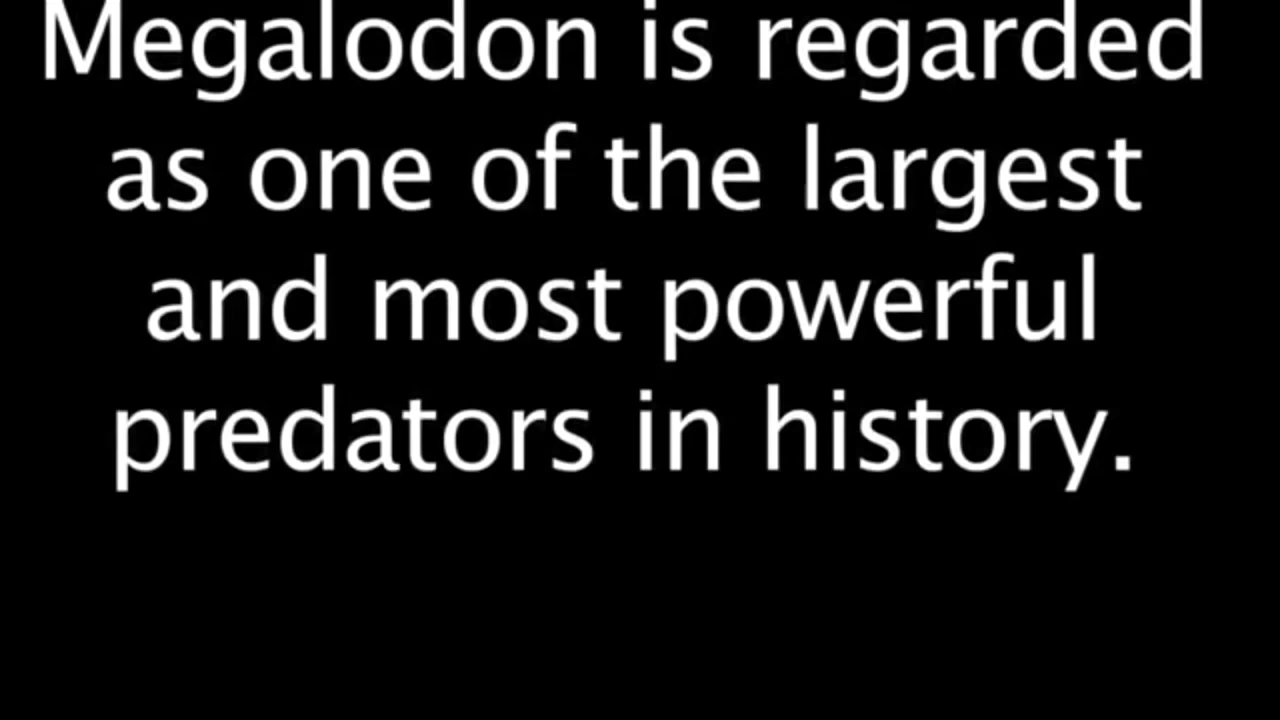 Megalodon is regarded
as one of the largest
and most powerful
predators in history.